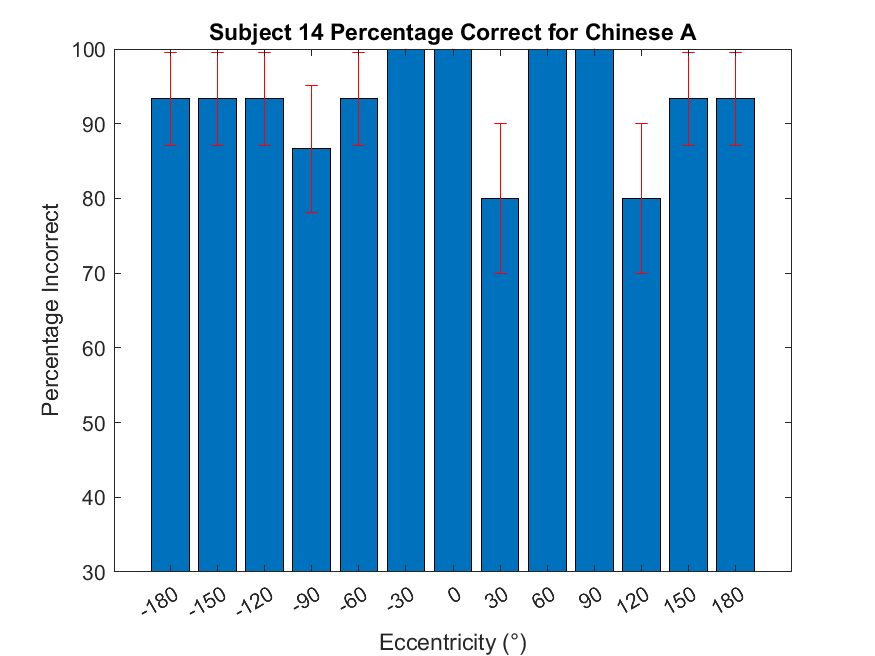 Subject 14 Percentage Correct for Chinese A
100
90
80
70
60
50
40
30
Percentage Incorrect
-180 -150 -120 -90 -60 -30 0 30 60 90 120 150 180
Eccentricity (°)